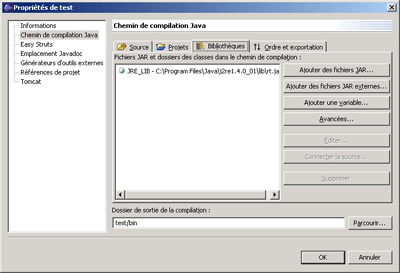 Propriétés de test
Informations
Chemin de compilation Java
Easy Struts
Emplacement Javadoc
Générateurs d'outils externes
Références de projet
Tomcat
Chemin de compilation Java
Source
Projets
Bibliothèques
Ordre et exportation
Fichiers JAR et dossiers des classes dans le chemin de compilation :
JRE_LIB - C:\Program Files\Java\j2re1.4.0_01\lib\rt.ja
Ajouter des fichiers JAR...
Ajouter des fichiers JAR externes...
Ajouter une variable...
Avancées...
Editer...
Connecter la source...
Supprimer
Dossier de sortie de la compilation :
test/bin
Parcourir...
OK
Annuler